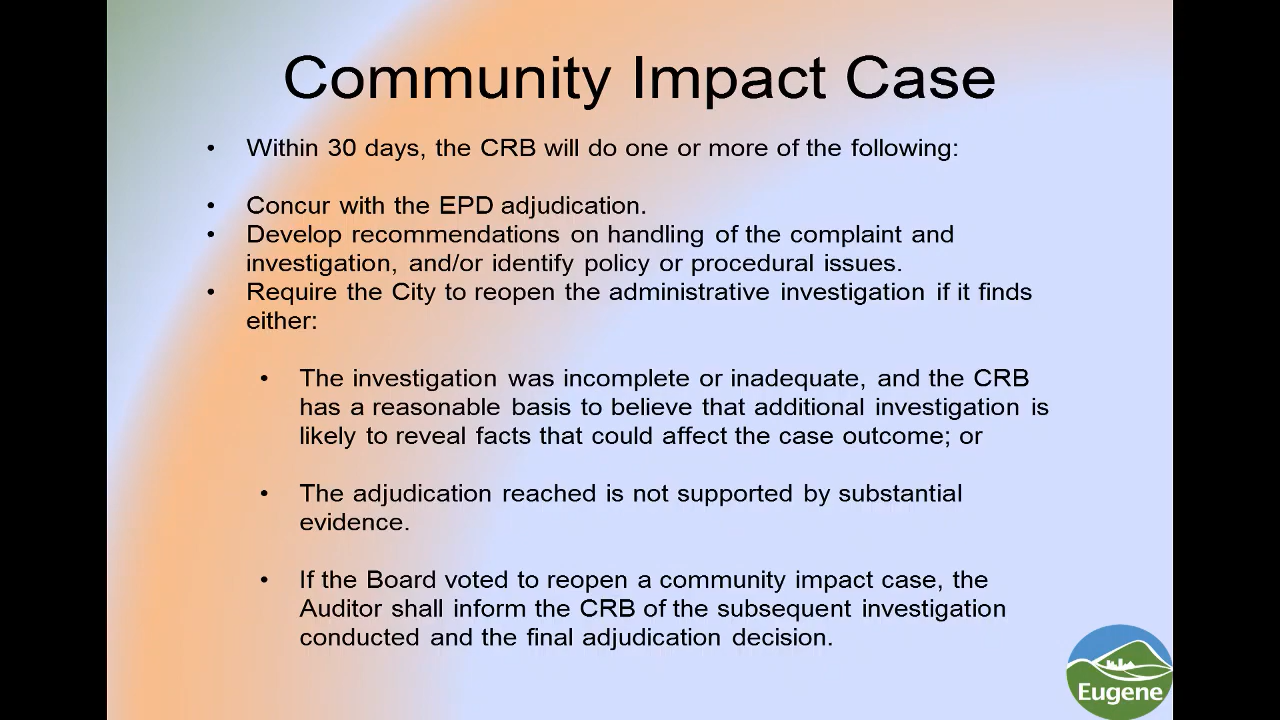 Community Impact Case
• Within 30 days, the CRB will do one or more of the following:
• Concur with the EPD adjudication.
• Develop recommendations on handling of the complaint and
investigation, and/or identify policy or procedural issues.
• Require the City to reopen the administrative investigation if it finds
either:
• The investigation was incomplete or inadequate, and the CRB
has a reasonable basis to believe that additional investigation is
likely to reveal facts that could affect the case outcome; or
• The adjudication reached is not supported by substantial
evidence.
• If the Board voted to reopen a community impact case, the
Auditor shall inform the CRB of the subsequent investigation
conducted and the final adjudication decision.
Eugene